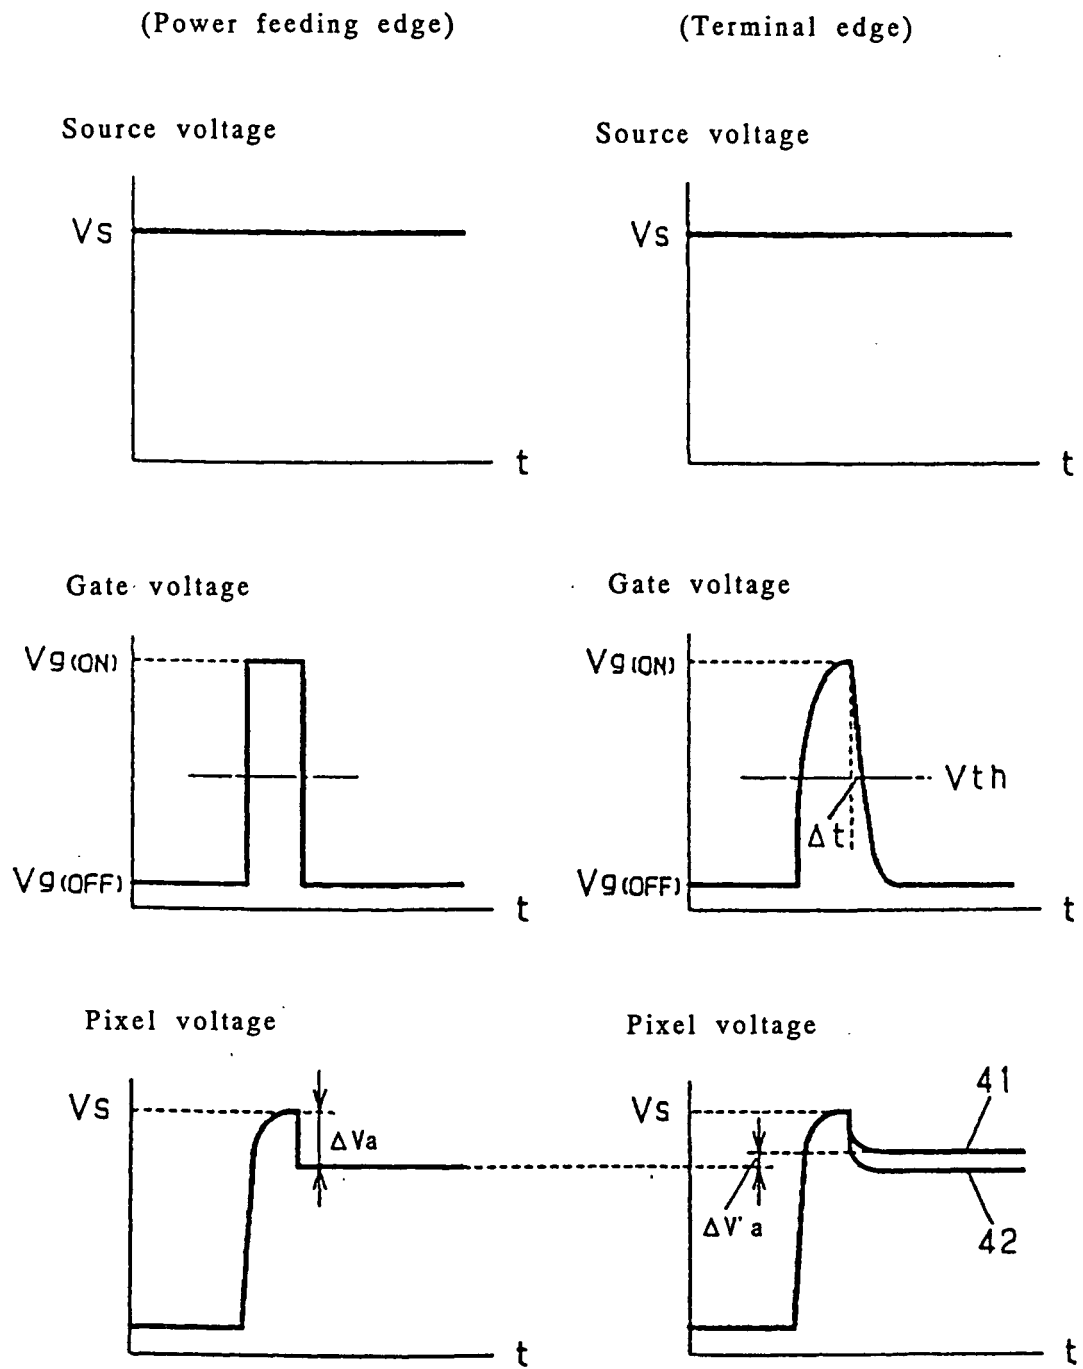 (Power feeding edge)
(Terminal edge)
Source voltage
Source voltage
Vs
t
Vs
t
Gate voltage
Gate voltage
Vg(ON)
Vg(OFF)
t
Vg(ON)
Vth
Δt
Vg(OFF)
t
Pixel voltage
Pixel voltage
Vs
ΔVa
t
Vs
41
ΔV'a
42
t